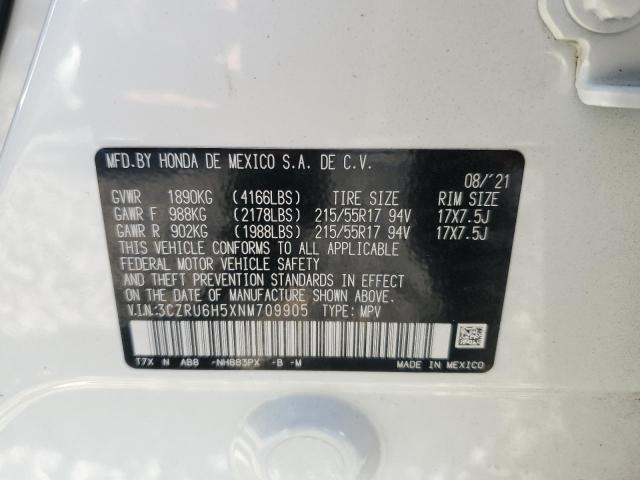 MFD.BY HONDA DE MEXICO S.A. DE C.V.
08/'21
GVWR 1890KG (4166LBS) TIRE SIZE RIM SIZE
GAWR F 988KG (2178LBS) 215/55R17 94V 17X7.5J
GAWR R 902KG (1988LBS) 215/55R17 94V 17X7.5J
THIS VEHICLE CONFORMS TO ALL APPLICABLE
FEDERAL MOTOR VEHICLE SAFETY
AND THEFT PREVENTION STANDARDS IN EFFECT
ON THE DATE OF MANUFACTURE SHOWN ABOVE.
V.I.N.:3CZRU6H5XNM709905 TYPE: MPV
T7X N AB8 -NH883PX -B -M MADE IN MEXICO